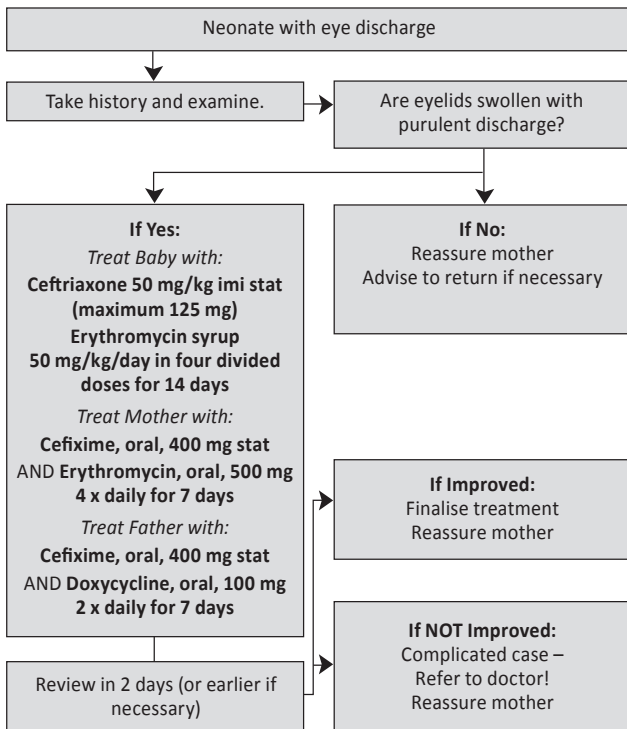 Neonate with eye discharge
Take history and examine.
Are eyelids swollen with
purulent discharge?
If Yes:
Treat Baby with:
Ceftriaxone 50 mg/kg imi stat
(maximum 125 mg)
Erythromycin syrup
50 mg/kg/day in four divided
doses for 14 days
Treat Mother with:
Cefixime, oral, 400 mg stat
AND Erythromycin, oral, 500 mg
4 x daily for 7 days
Treat Father with:
Cefixime, oral, 400 mg stat
AND Doxycycline, oral, 100 mg
2 x daily for 7 days
If No:
Reassure mother
Advise to return if necessary
Review in 2 days (or earlier if
necessary)
If Improved:
Finalise treatment
Reassure mother
If NOT Improved:
Complicated case –
Refer to doctor!
Reassure mother